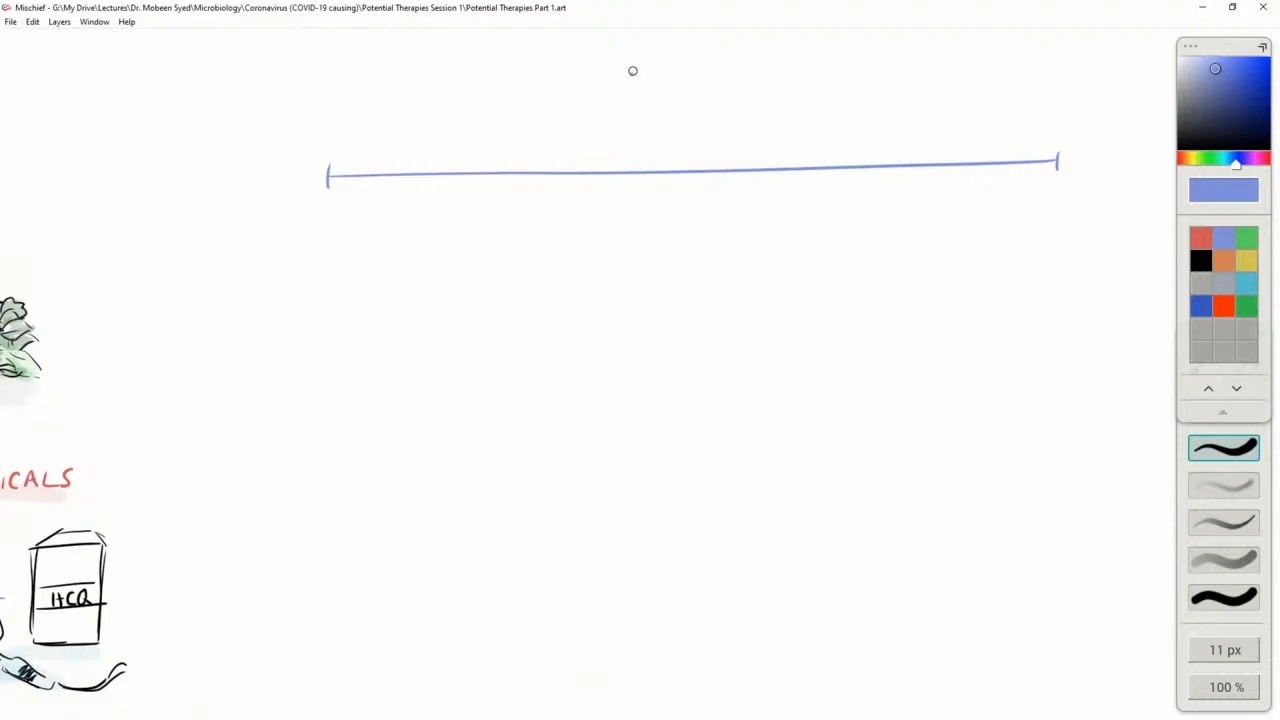 Mischief - G:\My Drive\Lectures\Dr. Mobeen Syed\Microbiology\Coronavirus (COVID-19 causing)\Potential Therapies Session 1\Potential Therapies Part 1.art
File Edit Layers Window Help
ICALS
HCQ
11 px
100 %